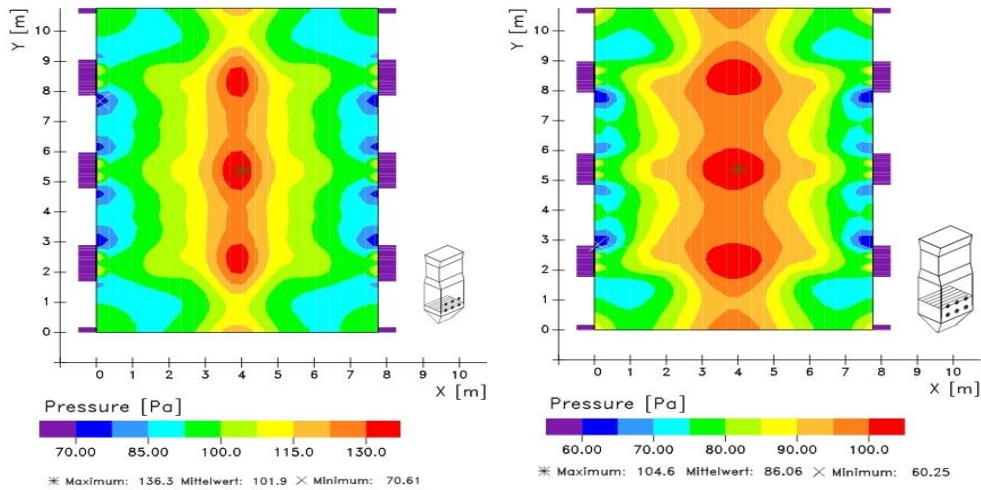 Y [m]
10
9
8
7
6
5
4
3
2
1
0
0 1 2 3 4 5 6 7 8 9 10
X [m]
Pressure [Pa]
70.00 85.00 100.0 115.0 130.0
Maximum: 136.3 Mittelwert: 101.9 Minimum: 70.61
Y [m]
10
9
8
7
6
5
4
3
2
1
0
0 1 2 3 4 5 6 7 8 9 10
X [m]
Pressure [Pa]
60.00 70.00 80.00 90.00 100.0
Maximum: 104.6 Mittelwert: 86.06 Minimum: 60.25